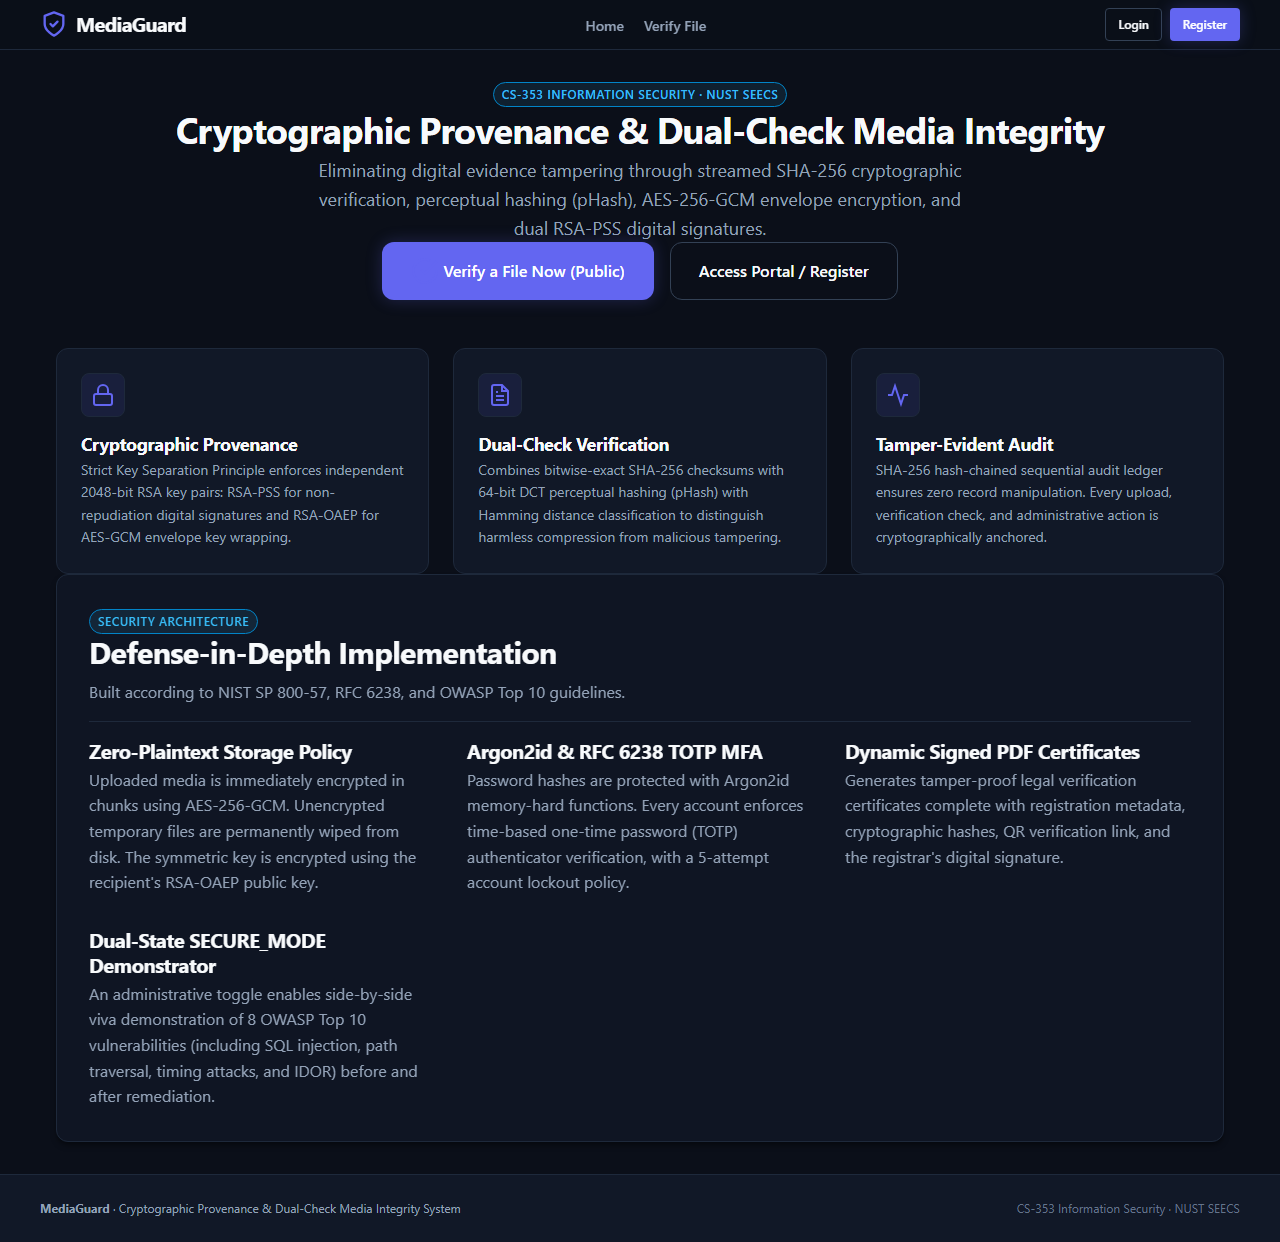 MediaGuard
Home
Verify File
Login
Register
CS-353 INFORMATION SECURITY · NUST SEECS
Cryptographic Provenance & Dual-Check Media Integrity
Eliminating digital evidence tampering through streamed SHA-256 cryptographic
verification, perceptual hashing (pHash), AES-256-GCM envelope encryption, and
dual RSA-PSS digital signatures.
Verify a File Now (Public)
Access Portal / Register
Cryptographic Provenance
Strict Key Separation Principle enforces independent
2048-bit RSA key pairs: RSA-PSS for non-
repudiation digital signatures and RSA-OAEP for
AES-GCM envelope key wrapping.
Dual-Check Verification
Combines bitwise-exact SHA-256 checksums with
64-bit DCT perceptual hashing (pHash) with
Hamming distance classification to distinguish
harmless compression from malicious tampering.
Tamper-Evident Audit
SHA-256 hash-chained sequential audit ledger
ensures zero record manipulation. Every upload,
verification check, and administrative action is
cryptographically anchored.
SECURITY ARCHITECTURE
Defense-in-Depth Implementation
Built according to NIST SP 800-57, RFC 6238, and OWASP Top 10 guidelines.
Zero-Plaintext Storage Policy
Uploaded media is immediately encrypted in
chunks using AES-256-GCM. Unencrypted
temporary files are permanently wiped from
disk. The symmetric key is encrypted using the
recipient's RSA-OAEP public key.
Argon2id & RFC 6238 TOTP MFA
Password hashes are protected with Argon2id
memory-hard functions. Every account enforces
time-based one-time password (TOTP)
authenticator verification, with a 5-attempt
account lockout policy.
Dynamic Signed PDF Certificates
Generates tamper-proof legal verification
certificates complete with registration metadata,
cryptographic hashes, QR verification link, and
the registrar's digital signature.
Dual-State SECURE_MODE
Demonstrator
An administrative toggle enables side-by-side
viva demonstration of 8 OWASP Top 10
vulnerabilities (including SQL injection, path
traversal, timing attacks, and IDOR) before and
after remediation.
MediaGuard · Cryptographic Provenance & Dual-Check Media Integrity System
CS-353 Information Security · NUST SEECS